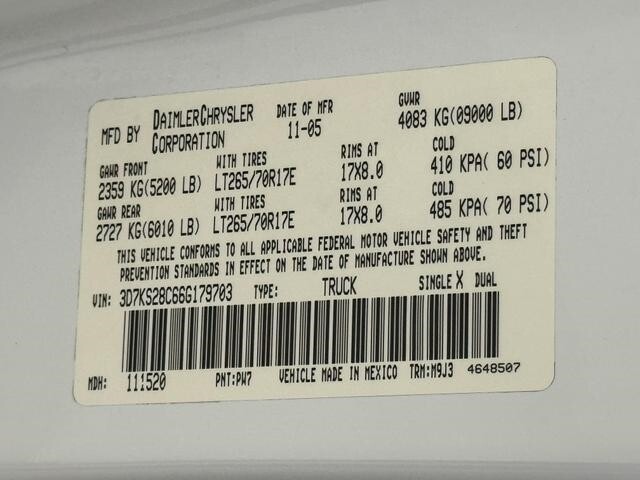 MFD BY DAIMLERCHRYSLER CORPORATION DATE OF MFR 11-05 GVWR 4083 KG(09000 LB)
GAWR FRONT WITH TIRES RIMS AT COLD
2359 KG(5200 LB) LT265/70R17E 17X8.0 410 KPA( 60 PSI)
GAWR REAR WITH TIRES RIMS AT COLD
2727 KG(6010 LB) LT265/70R17E 17X8.0 485 KPA( 70 PSI)
THIS VEHICLE CONFORMS TO ALL APPLICABLE FEDERAL MOTOR VEHICLE SAFETY AND THEFT
PREVENTION STANDARDS IN EFFECT ON THE DATE OF MANUFACTURE SHOWN ABOVE.
VIN: 3D7KS28C66G179703 TYPE: TRUCK SINGLE X DUAL
MDH: 111520 PNT:PW7 VEHICLE MADE IN MEXICO TRM:M9J3 4648507